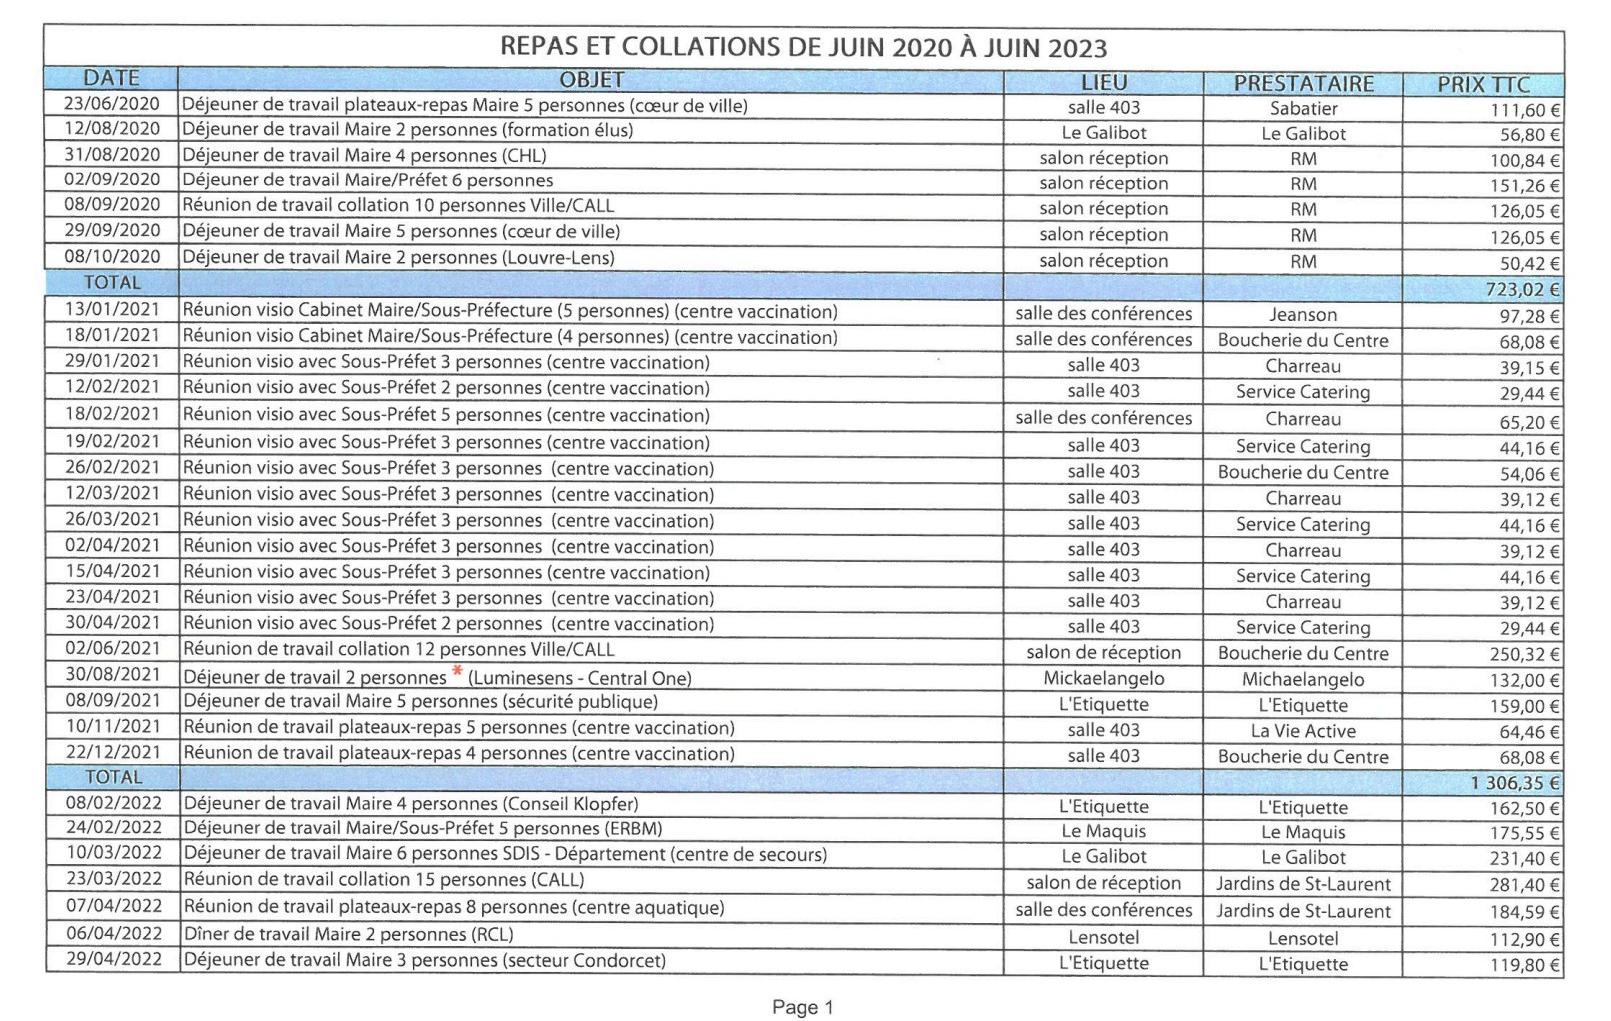 REPAS ET COLLATIONS DE JUIN 2020 À JUIN 2023
DATE OBJET LIEU PRESTATAIRE PRIX TTC
23/06/2020 Déjeuner de travail plateaux-repas Maire 5 personnes (cœur de ville) salle 403 Sabatier 111,60 €
12/08/2020 Déjeuner de travail Maire 2 personnes (formation élus) Le Galibot Le Galibot 56,80 €
31/08/2020 Déjeuner de travail Maire 4 personnes (CHL) salon réception RM 100,84 €
02/09/2020 Déjeuner de travail Maire/Préfet 6 personnes salon réception RM 151,26 €
08/09/2020 Réunion de travail collation 10 personnes Ville/CALL salon réception RM 126,05 €
29/09/2020 Déjeuner de travail Maire 5 personnes (cœur de ville) salon réception RM 126,05 €
08/10/2020 Déjeuner de travail Maire 2 personnes (Louvre-Lens) salon réception RM 50,42 €
TOTAL 723,02 €
13/01/2021 Réunion visio Cabinet Maire/Sous-Préfecture (5 personnes) (centre vaccination) salle des conférences Jeanson 97,28 €
18/01/2021 Réunion visio Cabinet Maire/Sous-Préfecture (4 personnes) (centre vaccination) salle des conférences Boucherie du Centre 68,08 €
29/01/2021 Réunion visio avec Sous-Préfet 3 personnes (centre vaccination) salle 403 Charreau 39,15 €
12/02/2021 Réunion visio avec Sous-Préfet 2 personnes (centre vaccination) salle 403 Service Catering 29,44 €
18/02/2021 Réunion visio avec Sous-Préfet 5 personnes (centre vaccination) salle des conférences Charreau 65,20 €
19/02/2021 Réunion visio avec Sous-Préfet 3 personnes (centre vaccination) salle 403 Service Catering 44,16 €
26/02/2021 Réunion visio avec Sous-Préfet 3 personnes (centre vaccination) salle 403 Boucherie du Centre 54,06 €
12/03/2021 Réunion visio avec Sous-Préfet 3 personnes (centre vaccination) salle 403 Charreau 39,12 €
26/03/2021 Réunion visio avec Sous-Préfet 3 personnes (centre vaccination) salle 403 Service Catering 44,16 €
02/04/2021 Réunion visio avec Sous-Préfet 3 personnes (centre vaccination) salle 403 Charreau 39,12 €
15/04/2021 Réunion visio avec Sous-Préfet 3 personnes (centre vaccination) salle 403 Service Catering 44,16 €
23/04/2021 Réunion visio avec Sous-Préfet 3 personnes (centre vaccination) salle 403 Charreau 39,12 €
30/04/2021 Réunion visio avec Sous-Préfet 2 personnes (centre vaccination) salle 403 Service Catering 29,44 €
02/06/2021 Réunion de travail collation 12 personnes Ville/CALL salon de réception Boucherie du Centre 250,32 €
30/08/2021 Déjeuner de travail 2 personnes * (Luminesens - Central One) Mickaelangelo Michaelangelo 132,00 €
08/09/2021 Déjeuner de travail Maire 5 personnes (sécurité publique) L'Etiquette L'Etiquette 159,00 €
10/11/2021 Réunion de travail plateaux-repas 5 personnes (centre vaccination) salle 403 La Vie Active 64,46 €
22/12/2021 Réunion de travail plateaux-repas 4 personnes (centre vaccination) salle 403 Boucherie du Centre 68,08 €
TOTAL 1 306,35 €
08/02/2022 Déjeuner de travail Maire 4 personnes (Conseil Klopfer) L'Etiquette L'Etiquette 162,50 €
24/02/2022 Déjeuner de travail Maire/Sous-Préfet 5 personnes (ERBM) Le Maquis Le Maquis 175,55 €
10/03/2022 Déjeuner de travail Maire 6 personnes SDIS - Département (centre de secours) Le Galibot Le Galibot 231,40 €
23/03/2022 Réunion de travail collation 15 personnes (CALL) salon de réception Jardins de St-Laurent 281,40 €
07/04/2022 Réunion de travail plateaux-repas 8 personnes (centre aquatique) salle des conférences Jardins de St-Laurent 184,59 €
06/04/2022 Dîner de travail Maire 2 personnes (RCL) Lensotel Lensotel 112,90 €
29/04/2022 Déjeuner de travail Maire 3 personnes (secteur Condorcet) L'Etiquette L'Etiquette 119,80 €
Page 1